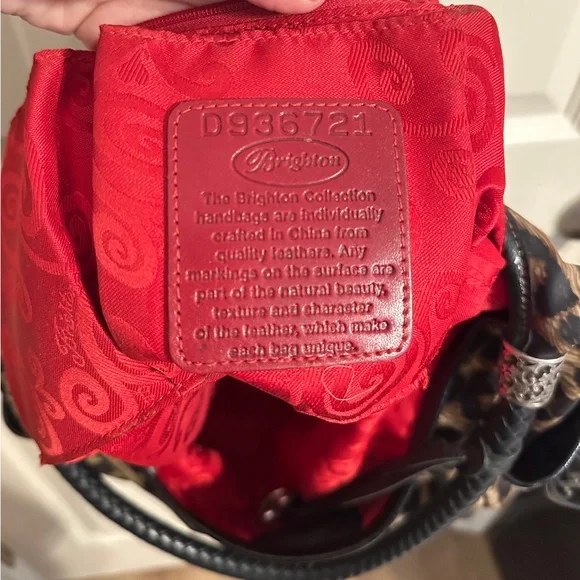 D936721
Brighton
The Brighton Collection
handbags are individually
crafted in China from
quality leathers. Any
markings on the surface are
part of the natural beauty,
texture and character
of the leather, which make
each bag unique.